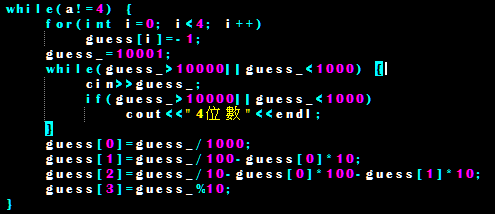 while(a!=4) {
for(int i=0; i<4; i++)
guess[i]=-1;
guess_=10001;
while(guess_>10000||guess_<1000) {
cin>>guess_;
if(guess_>10000||guess_<1000)
cout<<"4位數"<<endl;
}
guess[0]=guess_/1000;
guess[1]=guess_/100-guess[0]*10;
guess[2]=guess_/10-guess[0]*100-guess[1]*10;
guess[3]=guess_%10;
}